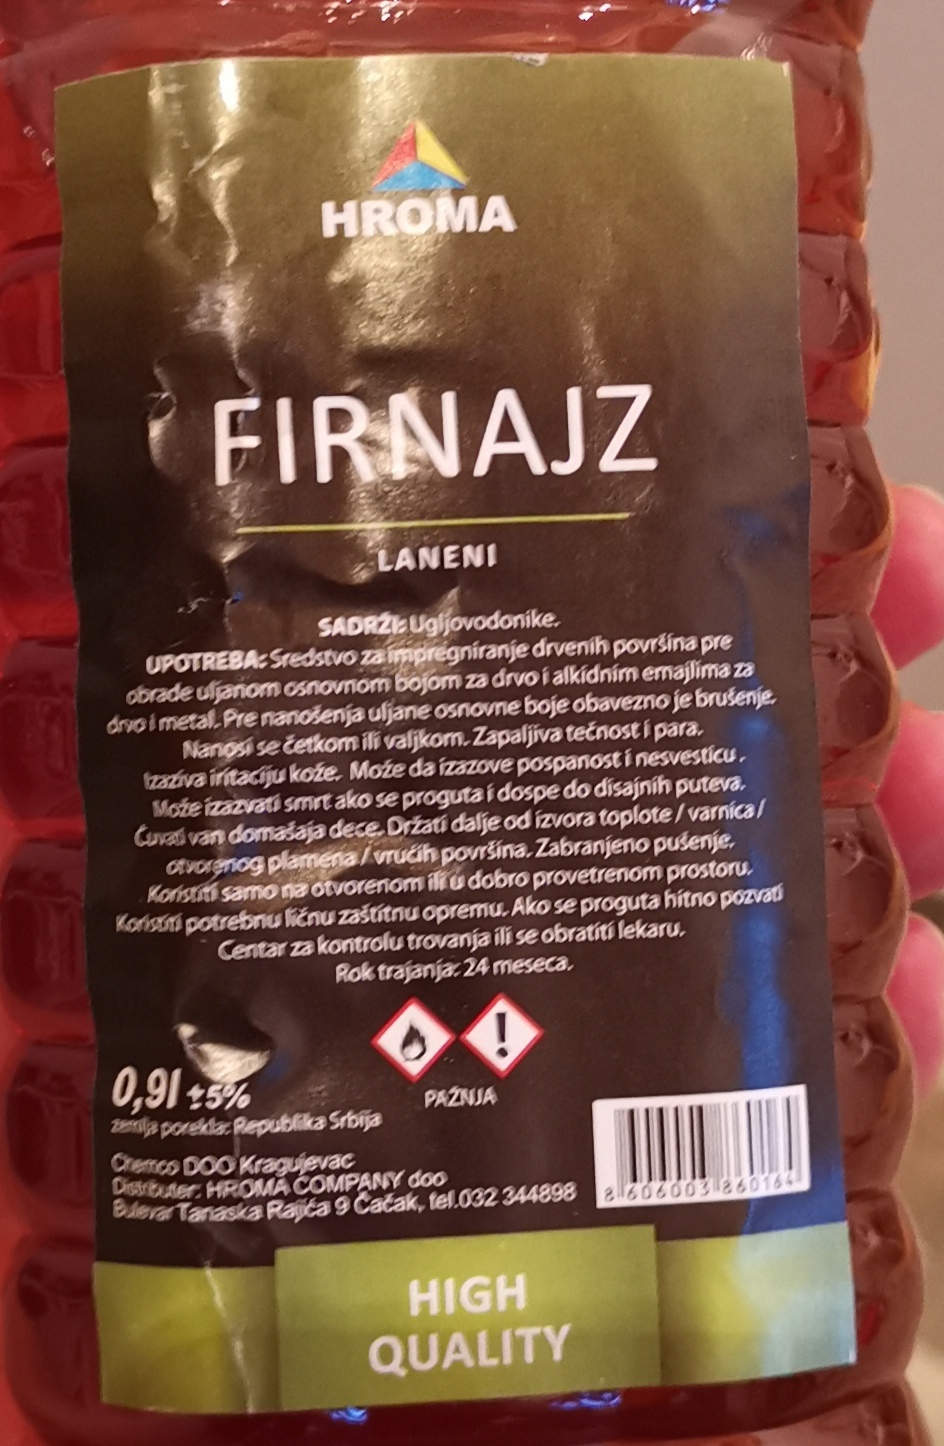 HROMA
FIRNAJZ
LANENI
SADRŽI: Ugljovodonike.
UPOTREBA: Sredstvo za impregniranje drvenih površina pre
obrade uljanom osnovnom bojom za drvo i alkidnim emajlima za
drvo i metal. Pre nanošenja uljane osnovne boje obavezno je brušenje.
Nanosi se četkom ili valjkom. Zapaljiva tečnost i para.
Izaziva iritaciju kože. Može da izazove pospanost i nesvesticu.
Može izazvati smrt ako se proguta i dospe do disajnih puteva.
Čuvati van domašaja dece. Držati dalje od izvora toplote / varnica /
otvorenog plamena / vrućih površina. Zabranjeno pušenje.
Koristiti samo na otvorenom ili u dobro provetrenom prostoru.
Koristiti potrebnu ličnu zaštitnu opremu. Ako se proguta hitno pozvati
Centar za kontrolu trovanja ili se obratiti lekaru.
Rok trajanja: 24 meseca.
PAŽNJA
0,9l ±5%
zemlja porekla: Republika Srbija
Chemos DOO Kragujevac
Distributer: HROMA COMPANY doo
Bulevar Tanaska Rajića 9 Čačak, tel.032 344898
8 606003 860164
HIGH
QUALITY